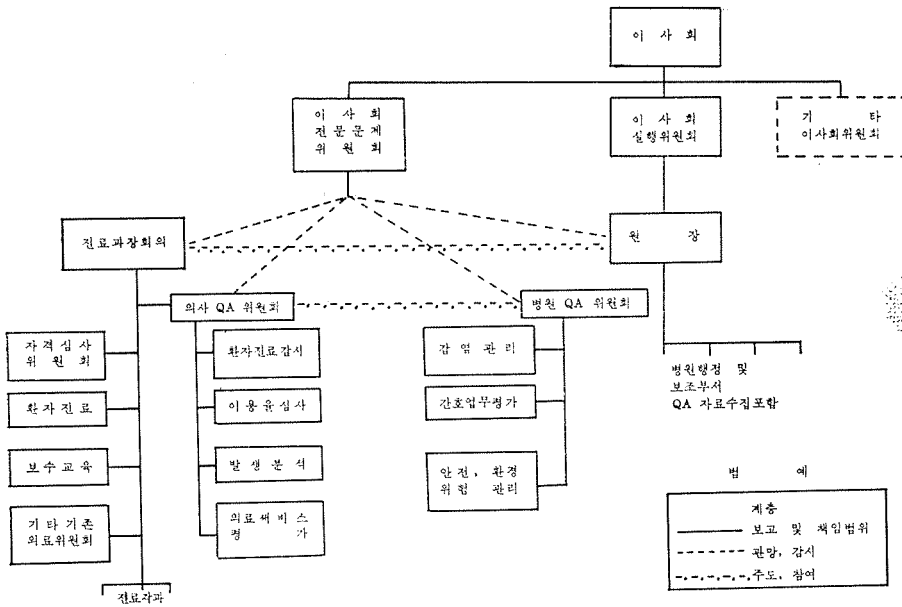 이 사 회
이 사 회
전 문 문 제
위 원 회
이 사 회
실행위원회
기 타
이사회위원회
진료과장회의
원 장
의사 QA 위원회
병원 QA 위원회
자격심사
위 원 회
환자진료
보수교육
기타기존
의료위원회
진료각과
환자진료감시
이용율심사
발생분석
의료써비스
평 가
감염관리
간호업무평가
안전, 환경
위험 관리
병원행정 및
보조부서
QA 자료수집포함
범 예
계층
보고 및 책임범위
관망, 감시
주도, 참여